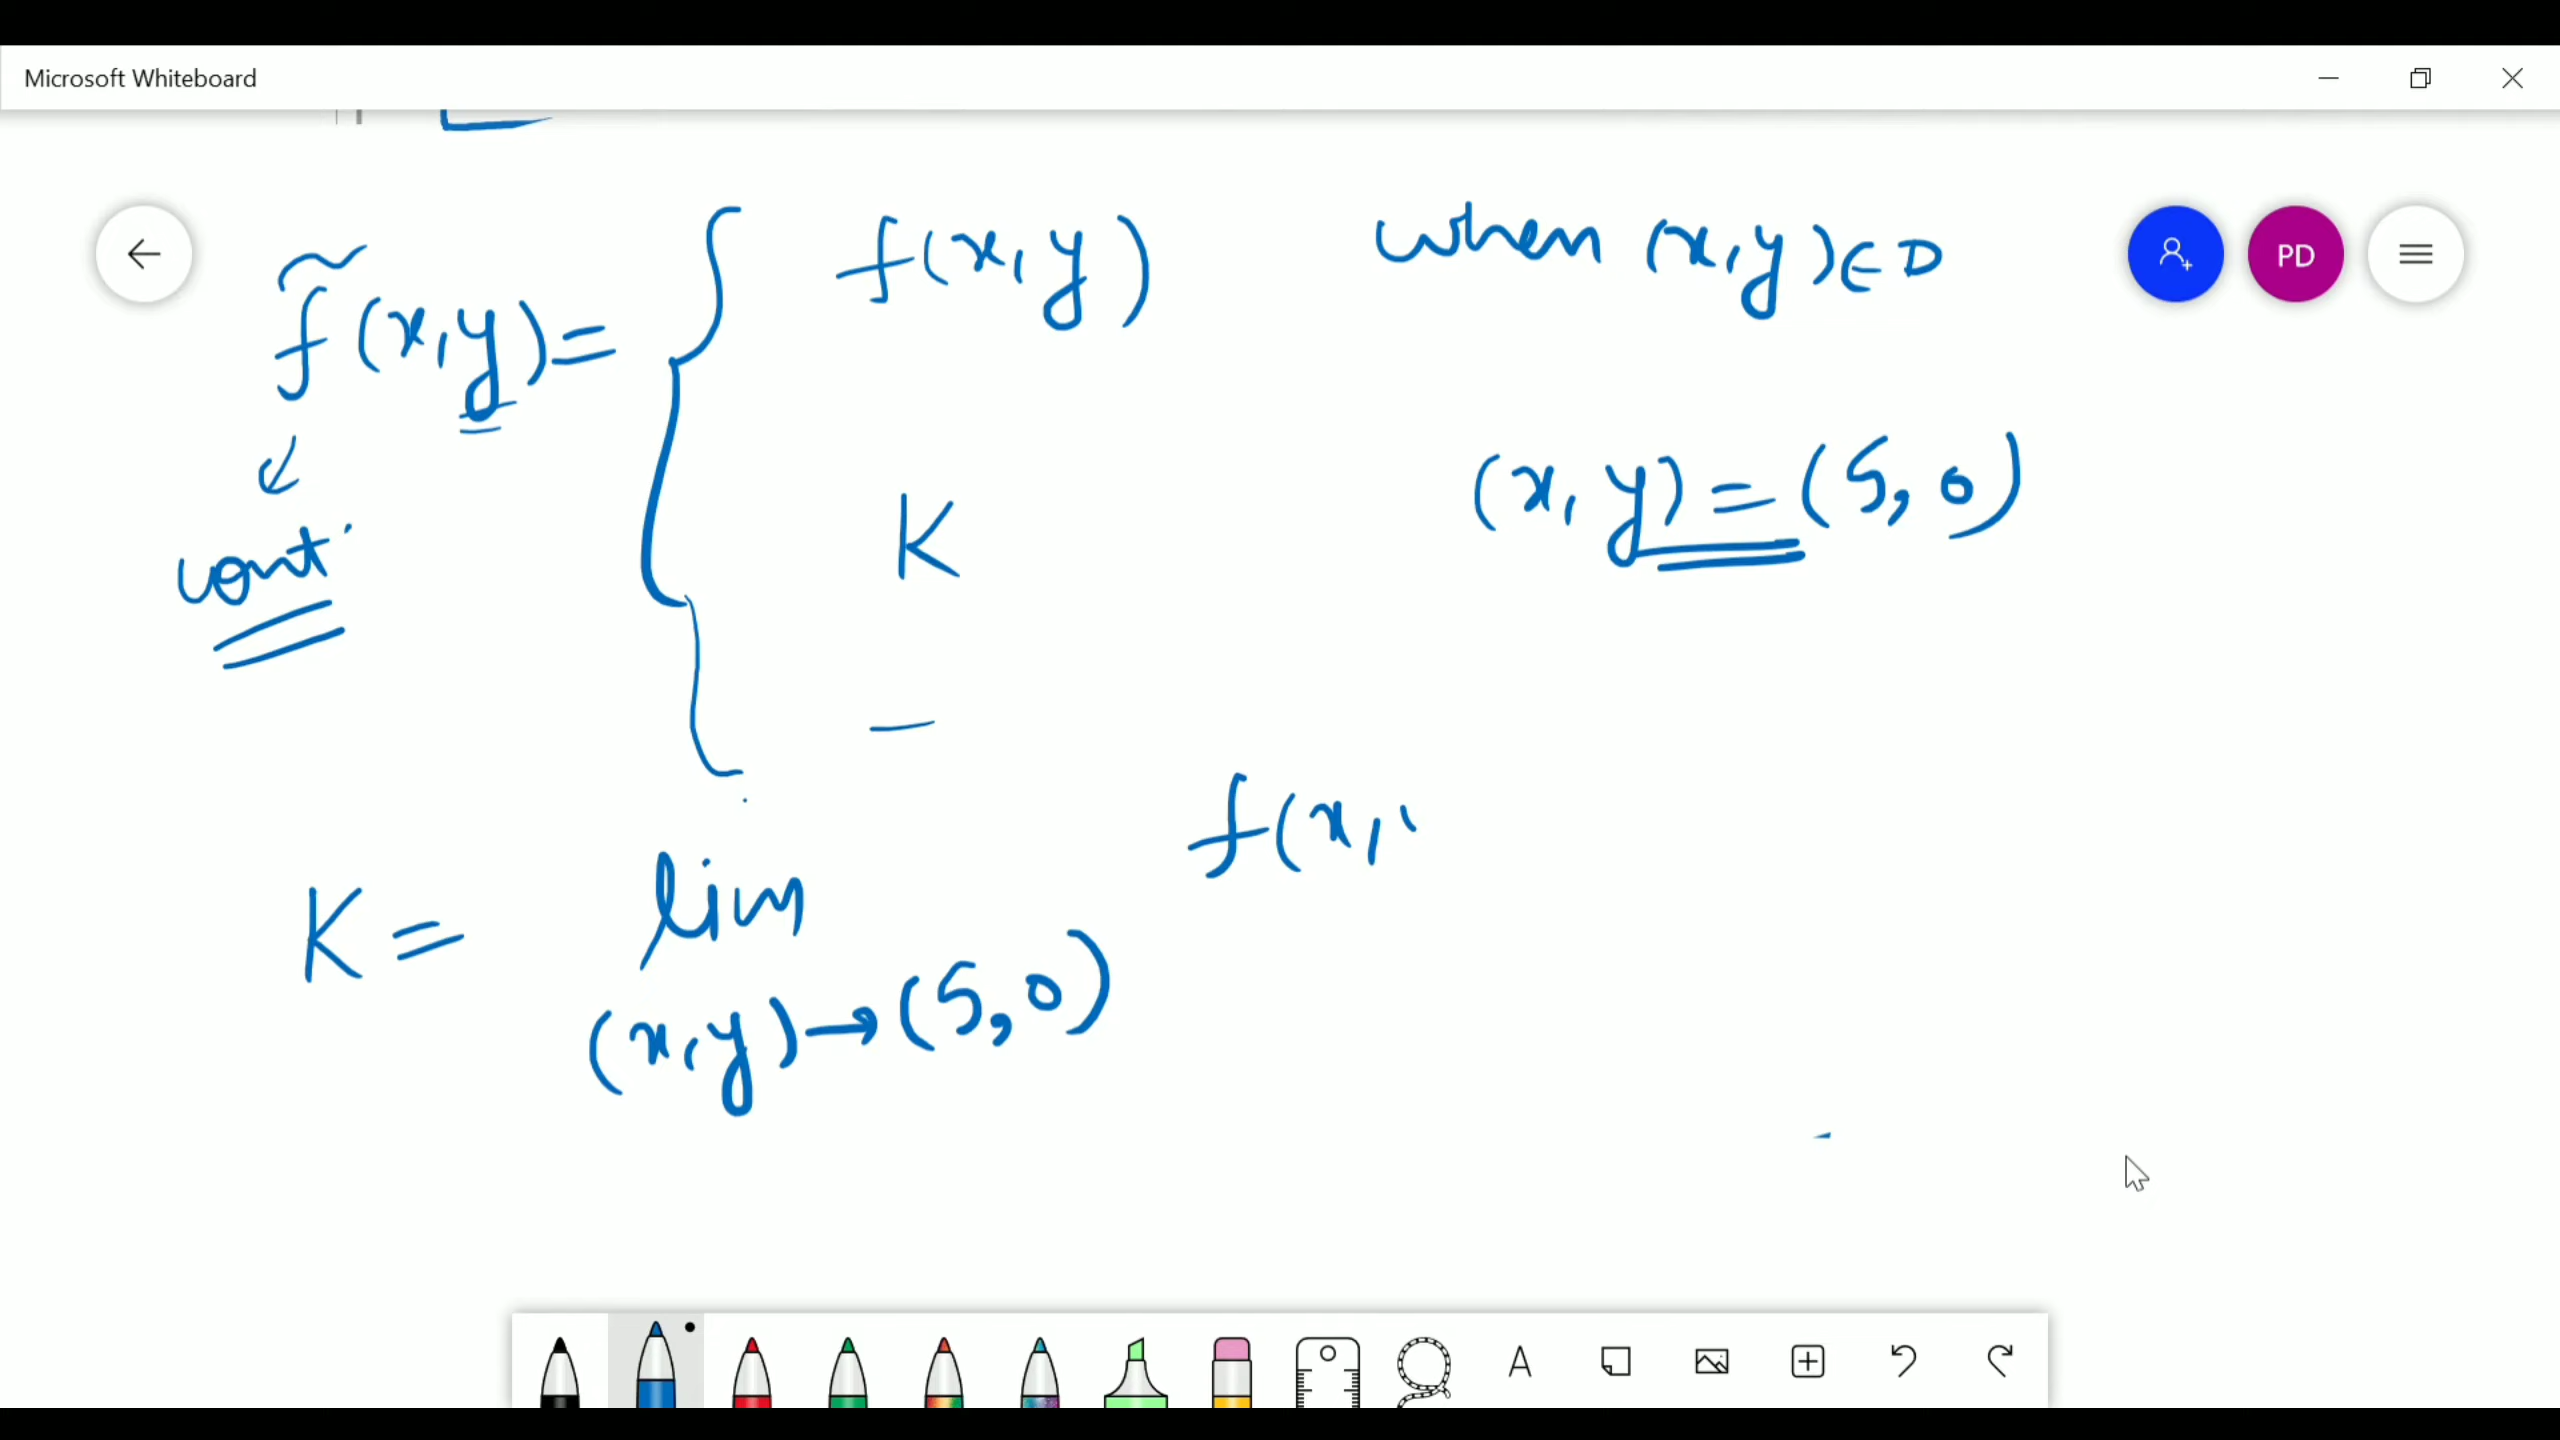 Microsoft Whiteboard
f̃(x,y)= { f(x,y) when (x,y)∈D
K (x,y)=(5,0)
cont.
—
K= lim f(x,
(x,y)→(5,0)
PD
A